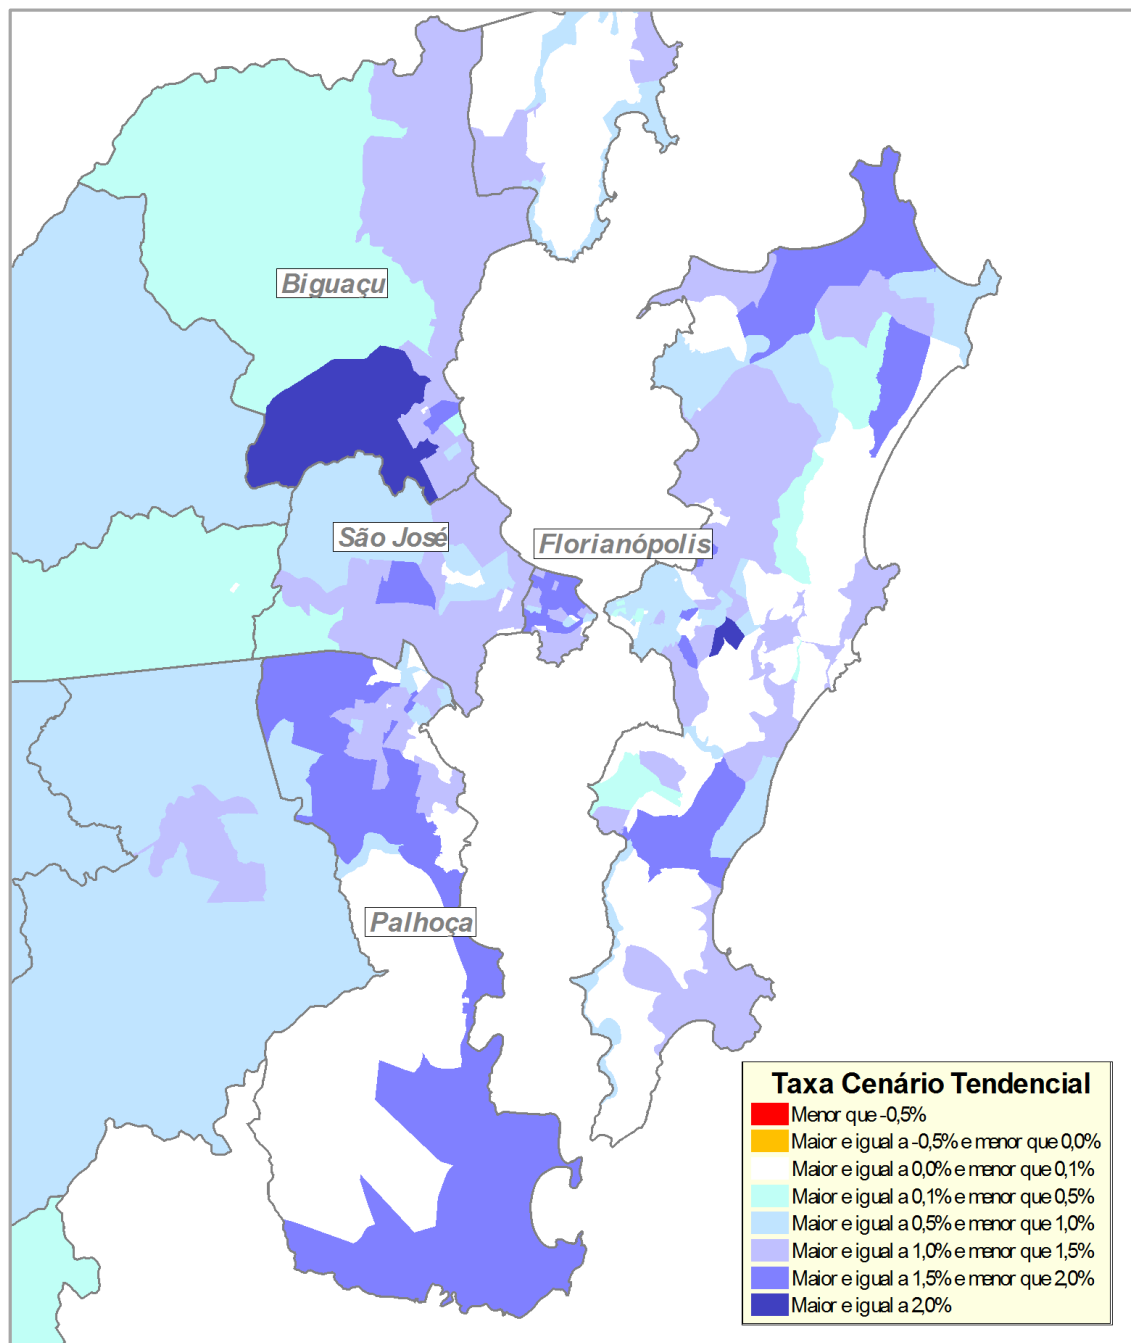 Biguaçu
São José
Florianópolis
Palhoça
Taxa Cenário Tendencial
Menor que -0,5%
Maior e igual a -0,5% e menor que 0,0%
Maior e igual a 0,0% e menor que 0,1%
Maior e igual a 0,1% e menor que 0,5%
Maior e igual a 0,5% e menor que 1,0%
Maior e igual a 1,0% e menor que 1,5%
Maior e igual a 1,5% e menor que 2,0%
Maior e igual a 2,0%